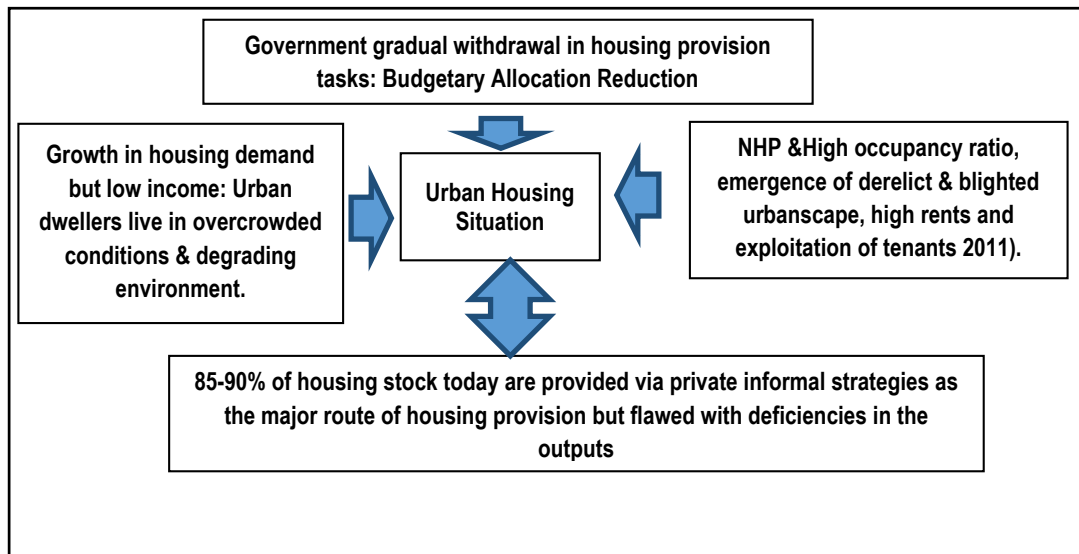 Government gradual withdrawal in housing provision
tasks: Budgetary Allocation Reduction
Growth in housing demand
but low income: Urban
dwellers live in overcrowded
conditions & degrading
environment.
Urban Housing
Situation
NHP &High occupancy ratio,
emergence of derelict & blighted
urbanscape, high rents and
exploitation of tenants 2011).
85-90% of housing stock today are provided via private informal strategies as
the major route of housing provision but flawed with deficiencies in the
outputs